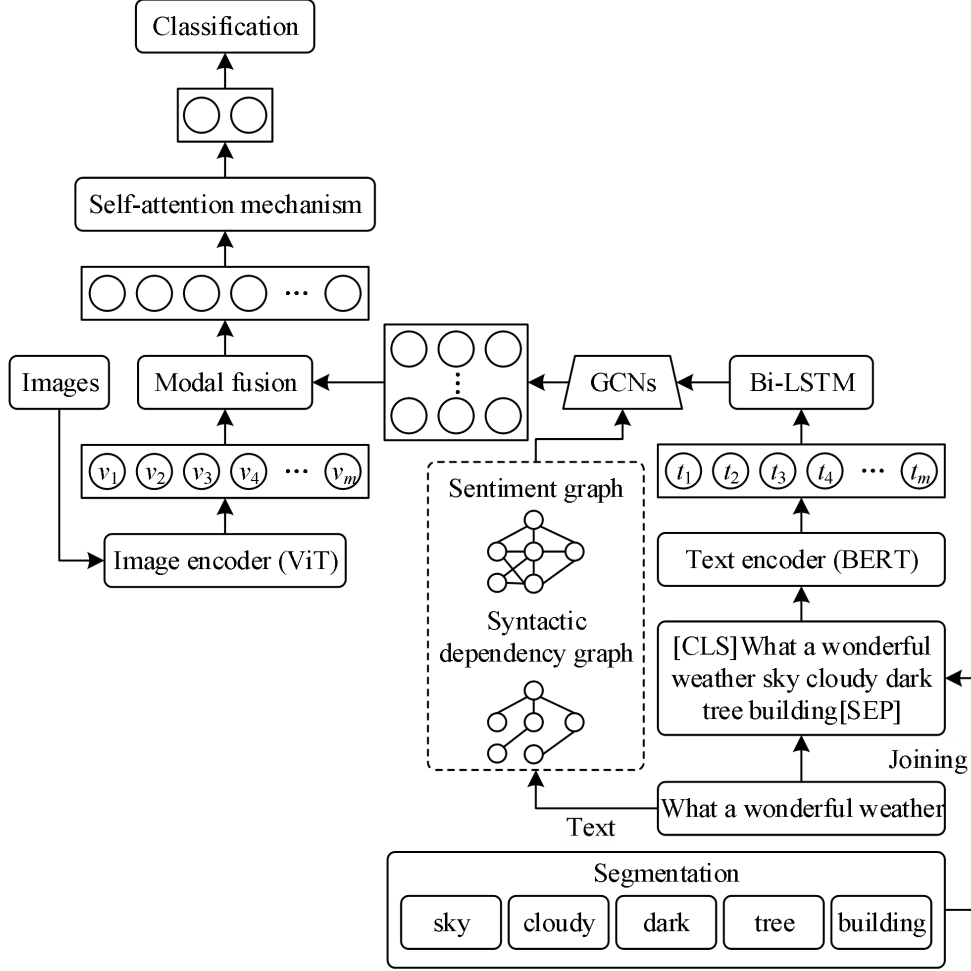 Classification
Self-attention mechanism
...
Images
Modal fusion
GCNs
Bi-LSTM
v1 v2 v3 v4 ... vm
Sentiment graph
t1 t2 t3 t4 ... tm
Image encoder (ViT)
Text encoder (BERT)
Syntactic
dependency graph
[CLS]What a wonderful
weather sky cloudy dark
tree building[SEP]
Joining
What a wonderful weather
Text
Segmentation
sky cloudy dark tree building